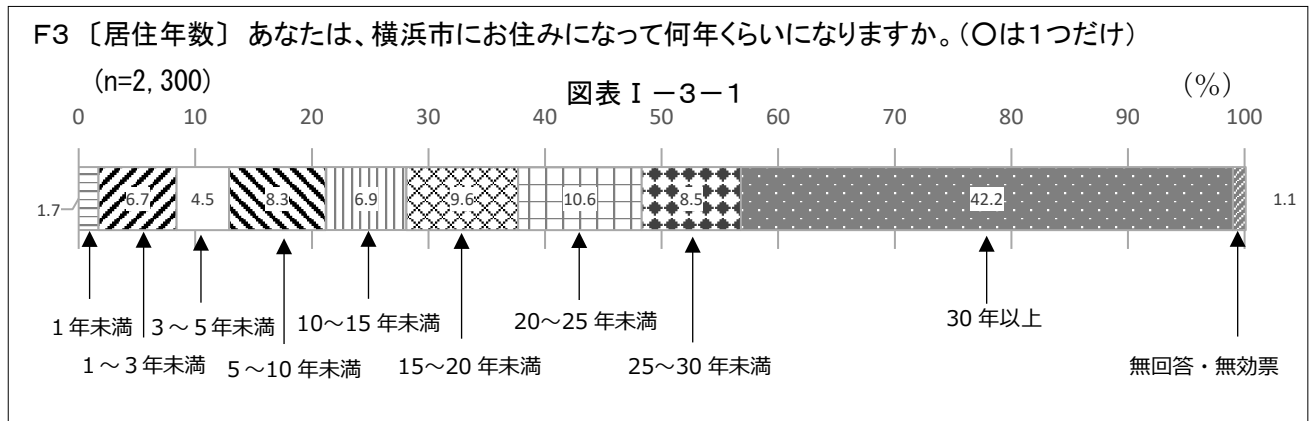 F3 〔居住年数〕 あなたは、横浜市にお住みになって何年くらいになりますか。(○は1つだけ)
(n=2,300)
図表Ⅰ-3-1
(%)
0 10 20 30 40 50 60 70 80 90 100
1.7 6.7 4.5 8.3 6.9 9.6 10.6 8.5 42.2 1.1
1年未満 3～5年未満 10～15年未満 20～25年未満 30年以上
1～3年未満 5～10年未満 15～20年未満 25～30年未満 無回答・無効票